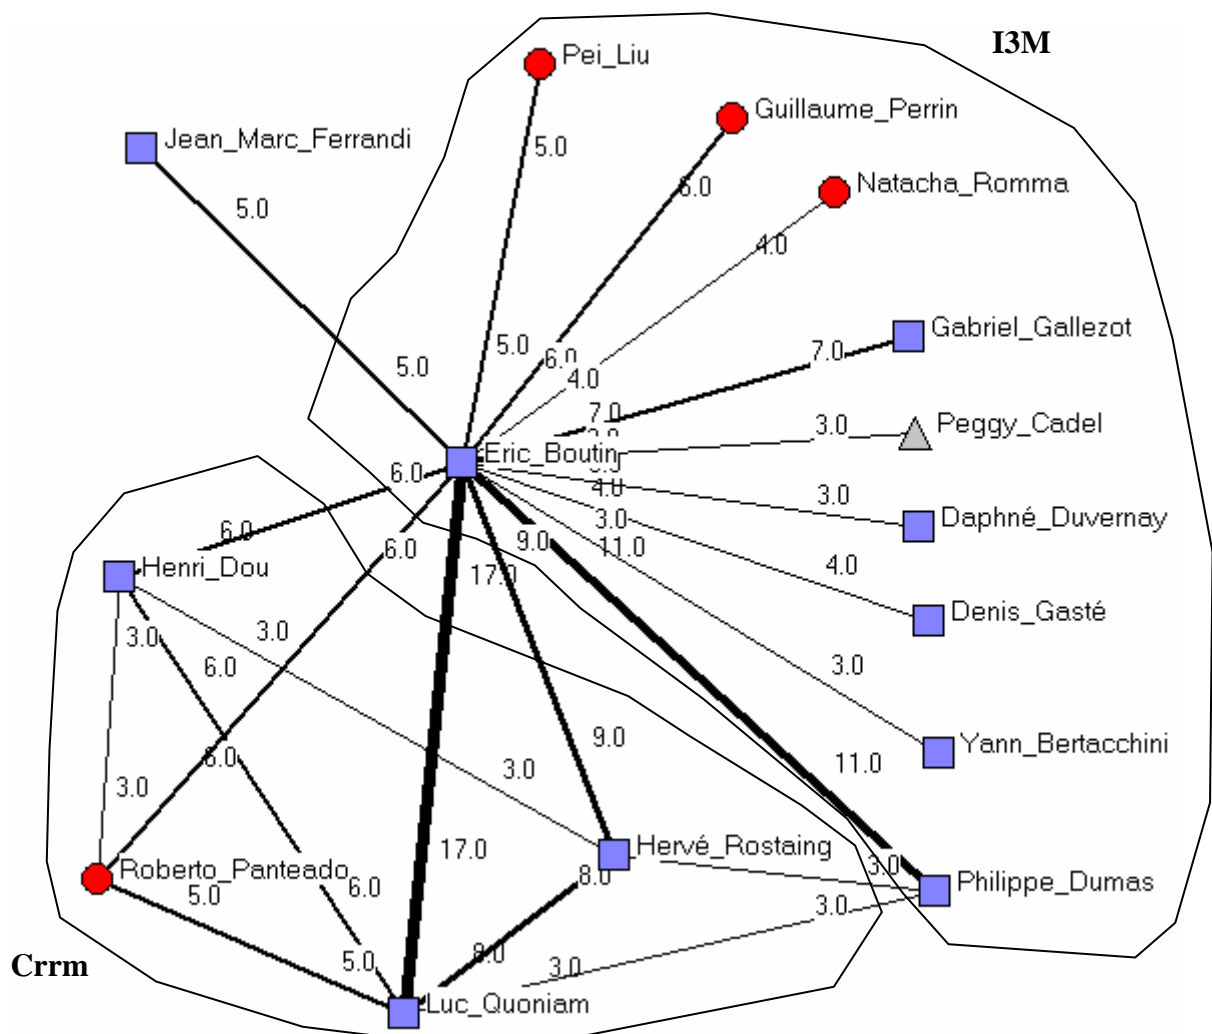 I3M
Pei_Liu
Guillaume_Perrin
Jean_Marc_Ferrandi
5.0
Natacha_Romma
6.0
5.0
4.0
Gabriel_Gallezot
7.0
5.0
6.0
5.0
4.0
7.0
3.0
Peggy_Cadel
Eric_Boutin
3.0
6.0
4.0
3.0
Daphné_Duvernay
3.0
6.0
9.0
11.0
6.0
17.0
4.0
Henri_Dou
Denis_Gasté
3.0
3.0
6.0
3.0
9.0
Yann_Bertacchini
6.0
3.0
11.0
3.0
17.0
Hervé_Rostaing
Roberto_Panteado
3.0
8.0
6.0
Philippe_Dumas
5.0
3.0
8.0
5.0
3.0
Crrm
Luc_Quoniam